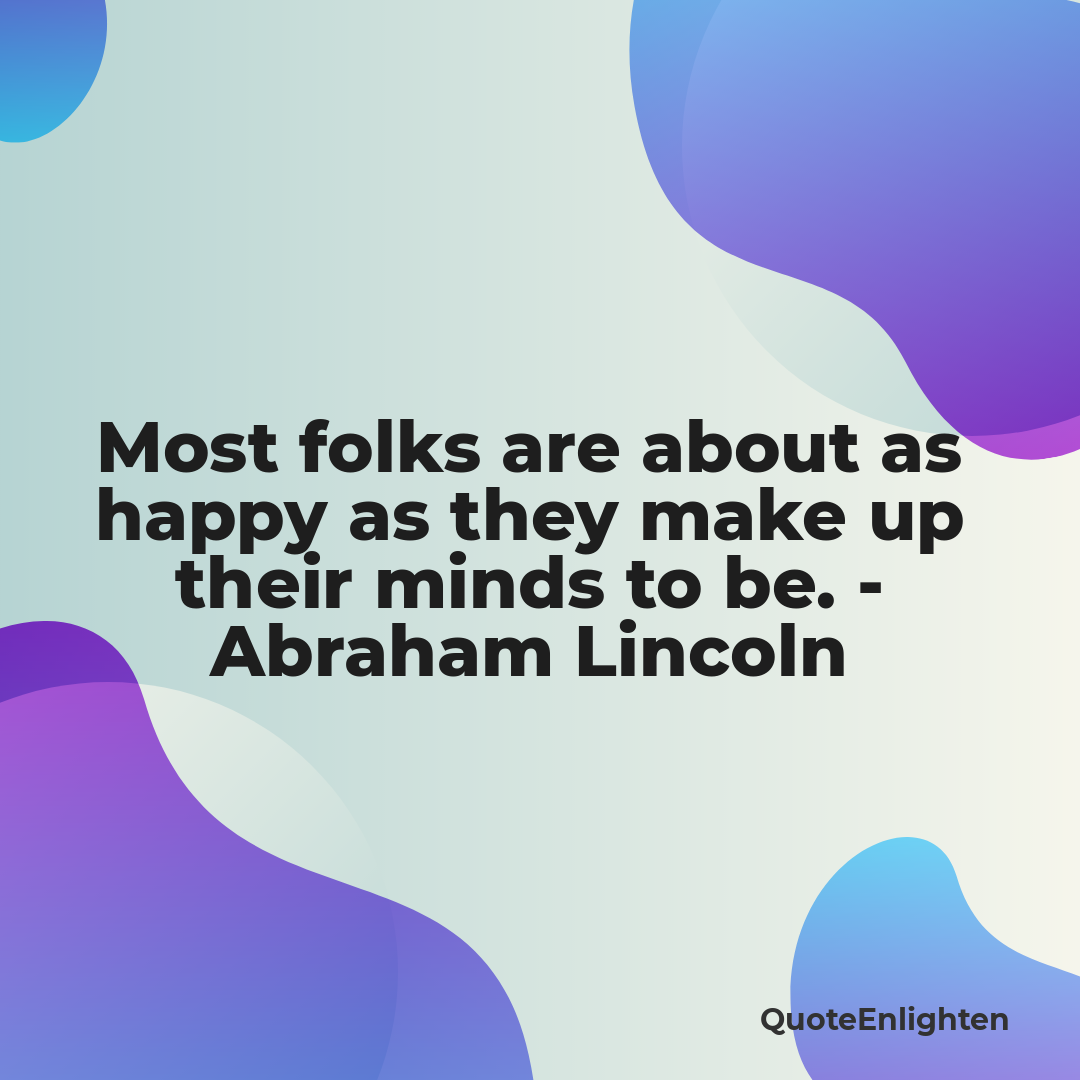 Most folks are about as
happy as they make up
their minds to be. -
Abraham Lincoln
QuoteEnlighten